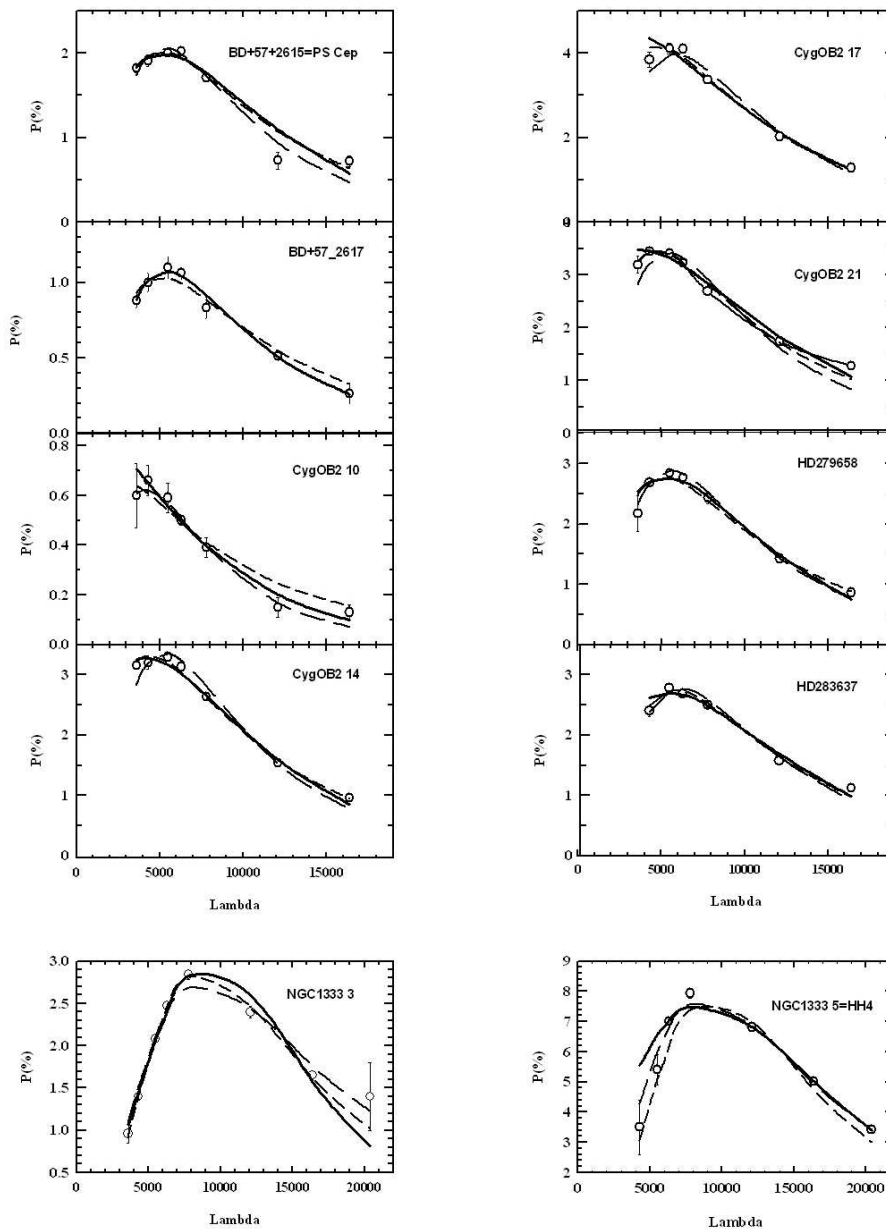 BD+57+2615=PS Cep
P(%)
2
1
0
BD+57_2617
P(%)
1.0
0.5
0.0
CygOB2 10
P(%)
0.8
0.6
0.4
0.2
0.0
CygOB2 14
P(%)
3
2
1
0
0 5000 10000 15000
Lambda
CygOB2 17
P(%)
4
2
0
CygOB2 21
P(%)
3
2
1
0
HD279658
P(%)
3
2
1
0
HD283637
P(%)
3
2
1
0
0 5000 10000 15000
Lambda
NGC1333 3
P(%)
3.0
2.5
2.0
1.5
1.0
0.5
0 5000 10000 15000 20000
Lambda
NGC1333 5=HH4
P(%)
9
8
7
6
5
4
3
2
0 5000 10000 15000 20000
Lambda